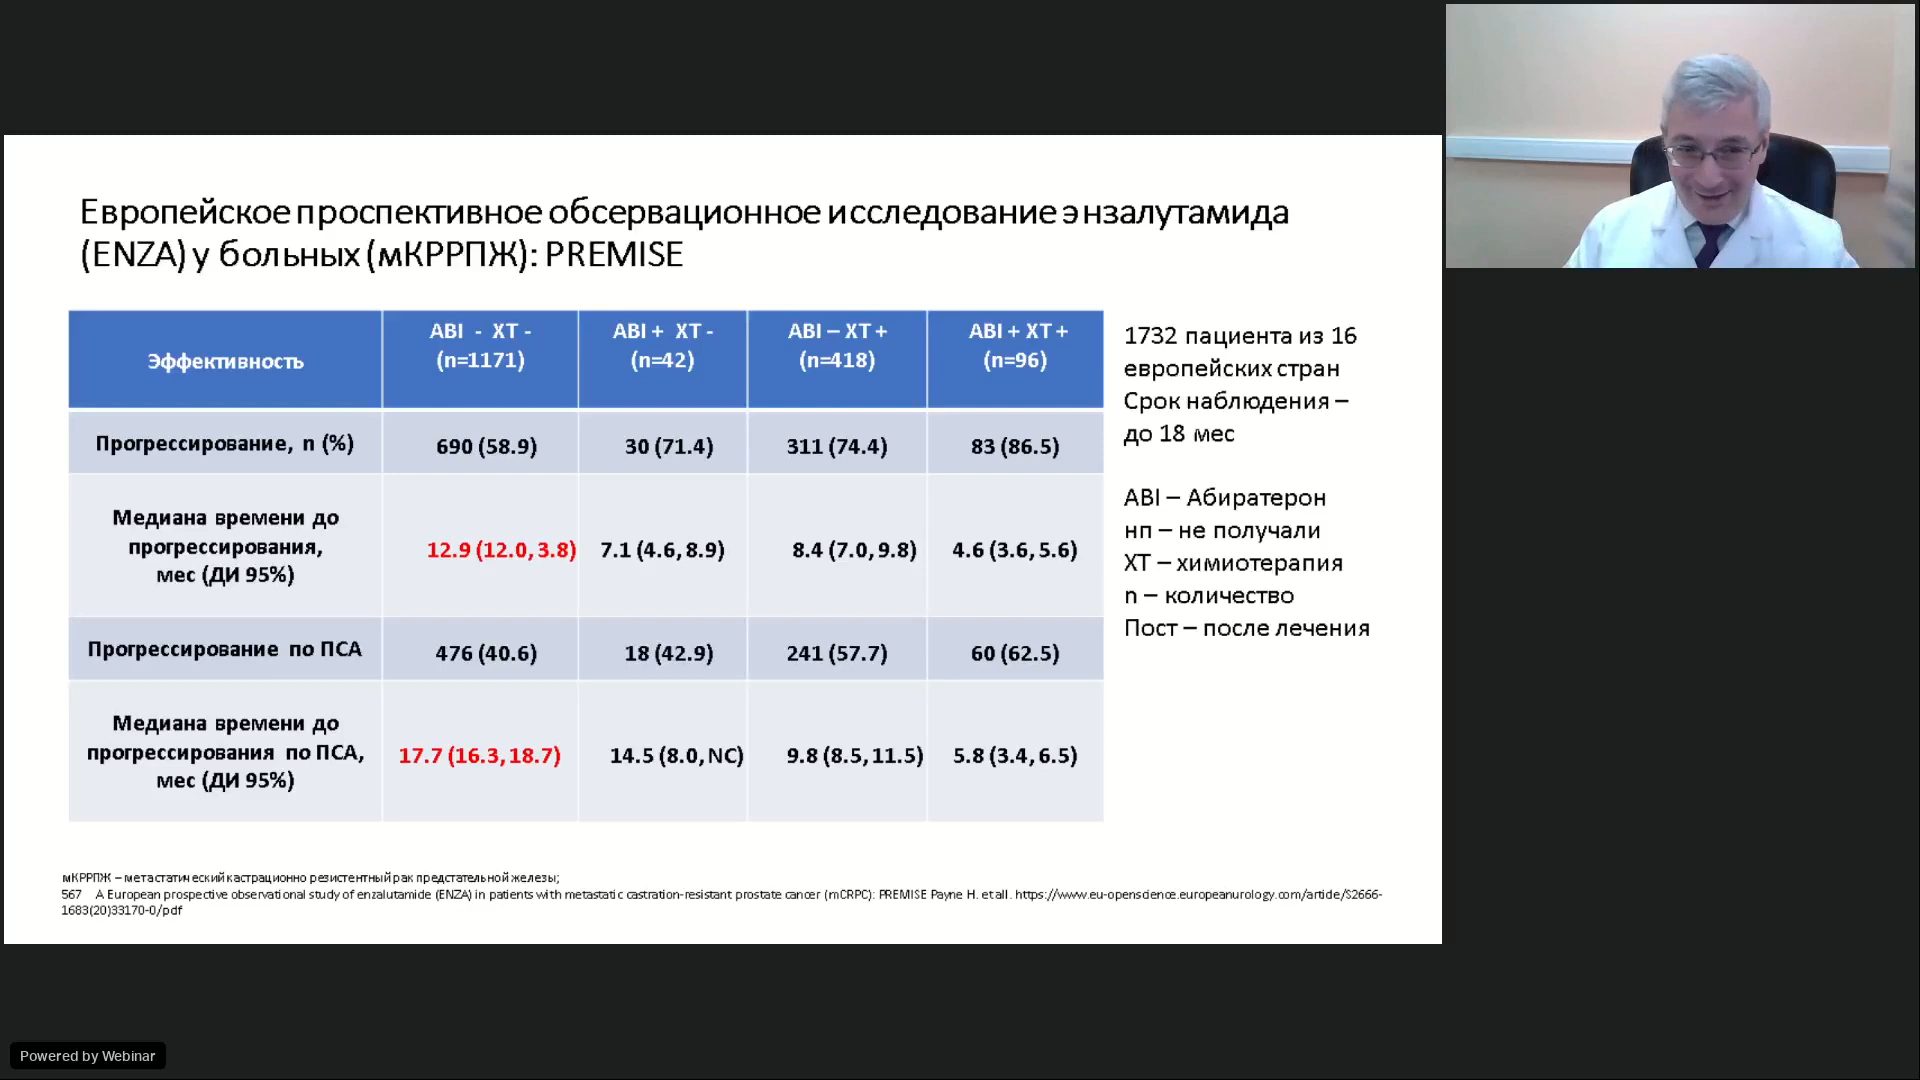 Европейское проспективное обсервационное исследование энзалутамида
(ENZA) у больных (мКРРПЖ): PREMISE
Эффективность
ABI - ХТ -
(n=1171)
ABI + ХТ -
(n=42)
ABI – ХТ +
(n=418)
ABI + ХТ +
(n=96)
Прогрессирование, n (%)
690 (58.9)
30 (71.4)
311 (74.4)
83 (86.5)
Медиана времени до
прогрессирования,
мес (ДИ 95%)
12.9 (12.0, 3.8)
7.1 (4.6, 8.9)
8.4 (7.0, 9.8)
4.6 (3.6, 5.6)
Прогрессирование по ПСА
476 (40.6)
18 (42.9)
241 (57.7)
60 (62.5)
Медиана времени до
прогрессирования по ПСА,
мес (ДИ 95%)
17.7 (16.3, 18.7)
14.5 (8.0, NC)
9.8 (8.5, 11.5)
5.8 (3.4, 6.5)
1732 пациента из 16
европейских стран
Срок наблюдения –
до 18 мес
ABI – Абиратерон
нп – не получали
ХТ – химиотерапия
n – количество
Пост – после лечения
мКРРПЖ – метастатический кастрационно резистентный рак предстательной железы;
567 A European prospective observational study of enzalutamide (ENZA) in patients with metastatic castration-resistant prostate cancer (mCRPC): PREMISE Payne H. et all. https://www.eu-openscience.europeanurology.com/article/S2666-
1683(20)33170-0/pdf
Powered by Webinar